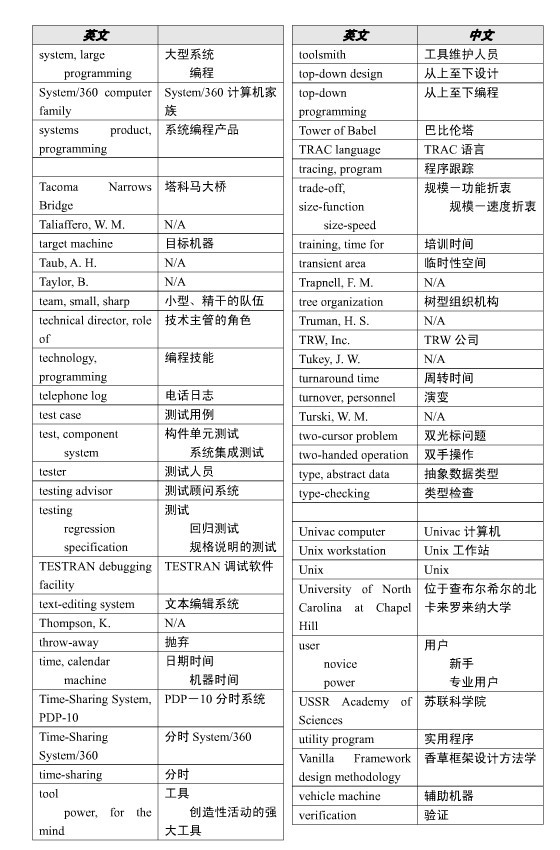 英文
system, large 大型系统
programming 编程
System/360 computer System/360 计算机家
family 族
systems product, 系统编程产品
programming
Tacoma Narrows 塔科马大桥
Bridge
Taliaffero, W. M. N/A
target machine 目标机器
Taub, A. H. N/A
Taylor, B. N/A
team, small, sharp 小型、精干的队伍
technical director, role 技术主管的角色
of
technology, 编程技能
programming
telephone log 电话日志
test case 测试用例
test, component 构件单元测试
system 系统集成测试
tester 测试人员
testing advisor 测试顾问系统
testing 测试
regression 回归测试
specification 规格说明的测试
TESTRAN debugging TESTRAN 调试软件
facility
text-editing system 文本编辑系统
Thompson, K. N/A
throw-away 抛弃
time, calendar 日期时间
machine 机器时间
Time-Sharing System, PDP－10 分时系统
PDP-10
Time-Sharing 分时 System/360
System/360
time-sharing 分时
tool 工具
power, for the 创造性活动的强
mind 大工具
英文 中文
toolsmith 工具维护人员
top-down design 从上至下设计
top-down 从上至下编程
programming
Tower of Babel 巴比伦塔
TRAC language TRAC 语言
tracing, program 程序跟踪
trade-off, 规模－功能折衷
size-function 规模－速度折衷
size-speed
training, time for 培训时间
transient area 临时性空间
Trapnell, F. M. N/A
tree organization 树型组织机构
Truman, H. S. N/A
TRW, Inc. TRW 公司
Tukey, J. W. N/A
turnaround time 周转时间
turnover, personnel 演变
Turski, W. M. N/A
two-cursor problem 双光标问题
two-handed operation 双手操作
type, abstract data 抽象数据类型
type-checking 类型检查
Univac computer Univac 计算机
Unix workstation Unix 工作站
Unix Unix
University of North 位于查布尔希尔的北
Carolina at Chapel 卡来罗来纳大学
Hill
user 用户
novice 新手
power 专业用户
USSR Academy of 苏联科学院
Sciences
utility program 实用程序
Vanilla Framework 香草框架设计方法学
design methodology
vehicle machine 辅助机器
verification 验证